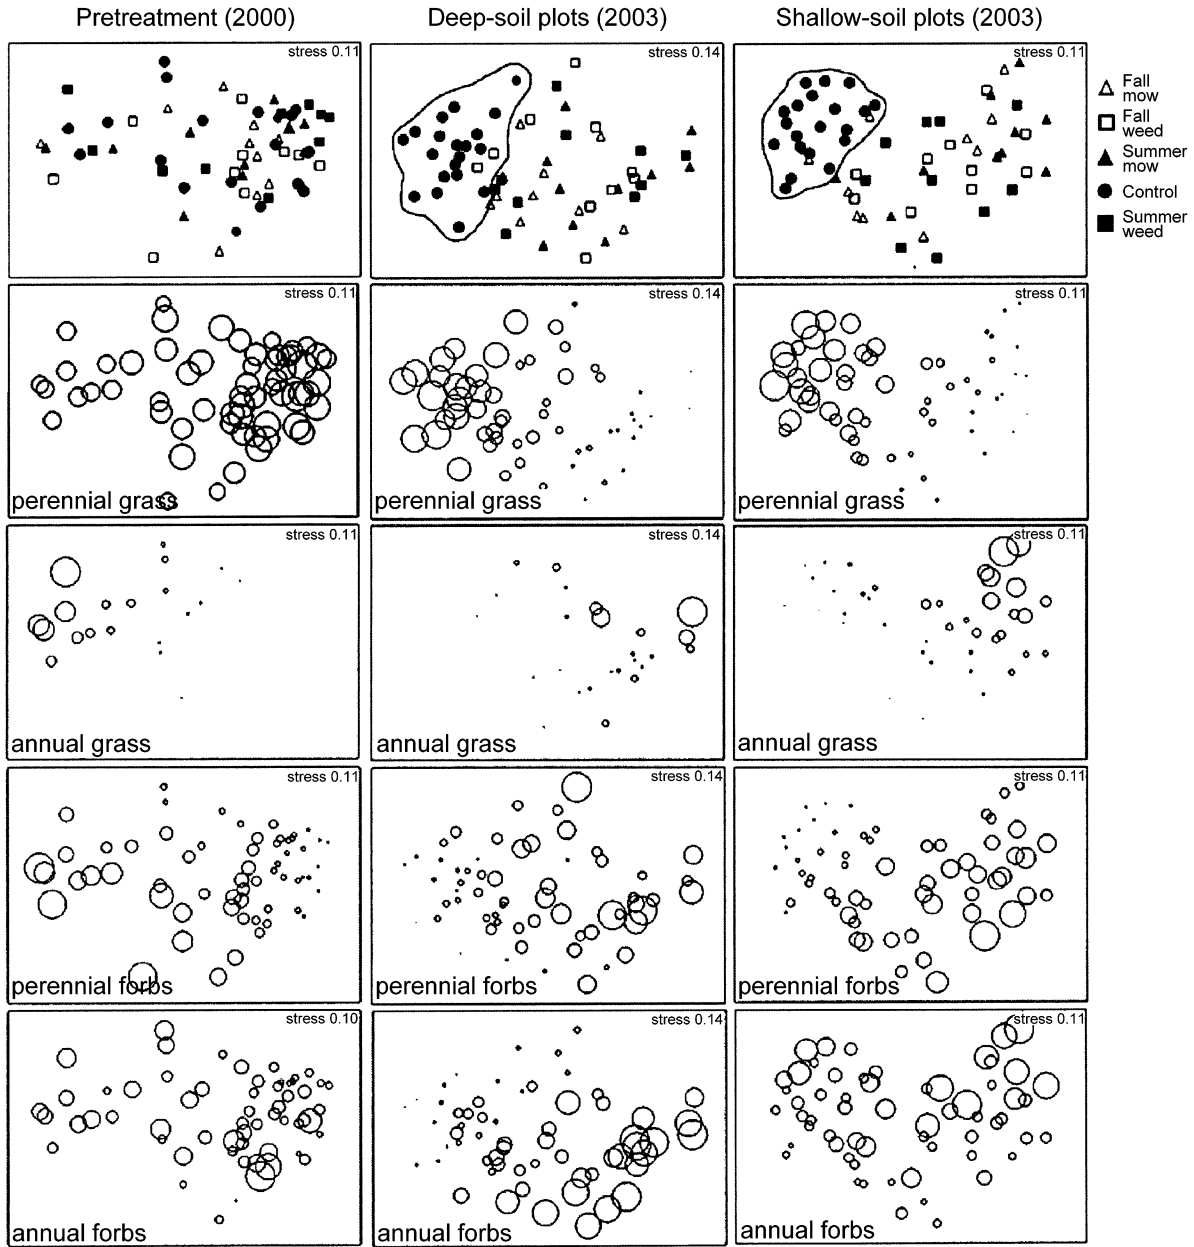 Pretreatment (2000)
Deep-soil plots (2003)
Shallow-soil plots (2003)
stress 0.11
stress 0.14
stress 0.11
Fall
mow
Fall
weed
Summer
mow
Control
Summer
weed
stress 0.11
stress 0.14
stress 0.11
perennial grass
perennial grass
perennial grass
stress 0.11
stress 0.14
stress 0.11
annual grass
annual grass
annual grass
stress 0.11
stress 0.14
stress 0.11
perennial forbs
perennial forbs
perennial forbs
stress 0.10
stress 0.14
stress 0.11
annual forbs
annual forbs
annual forbs